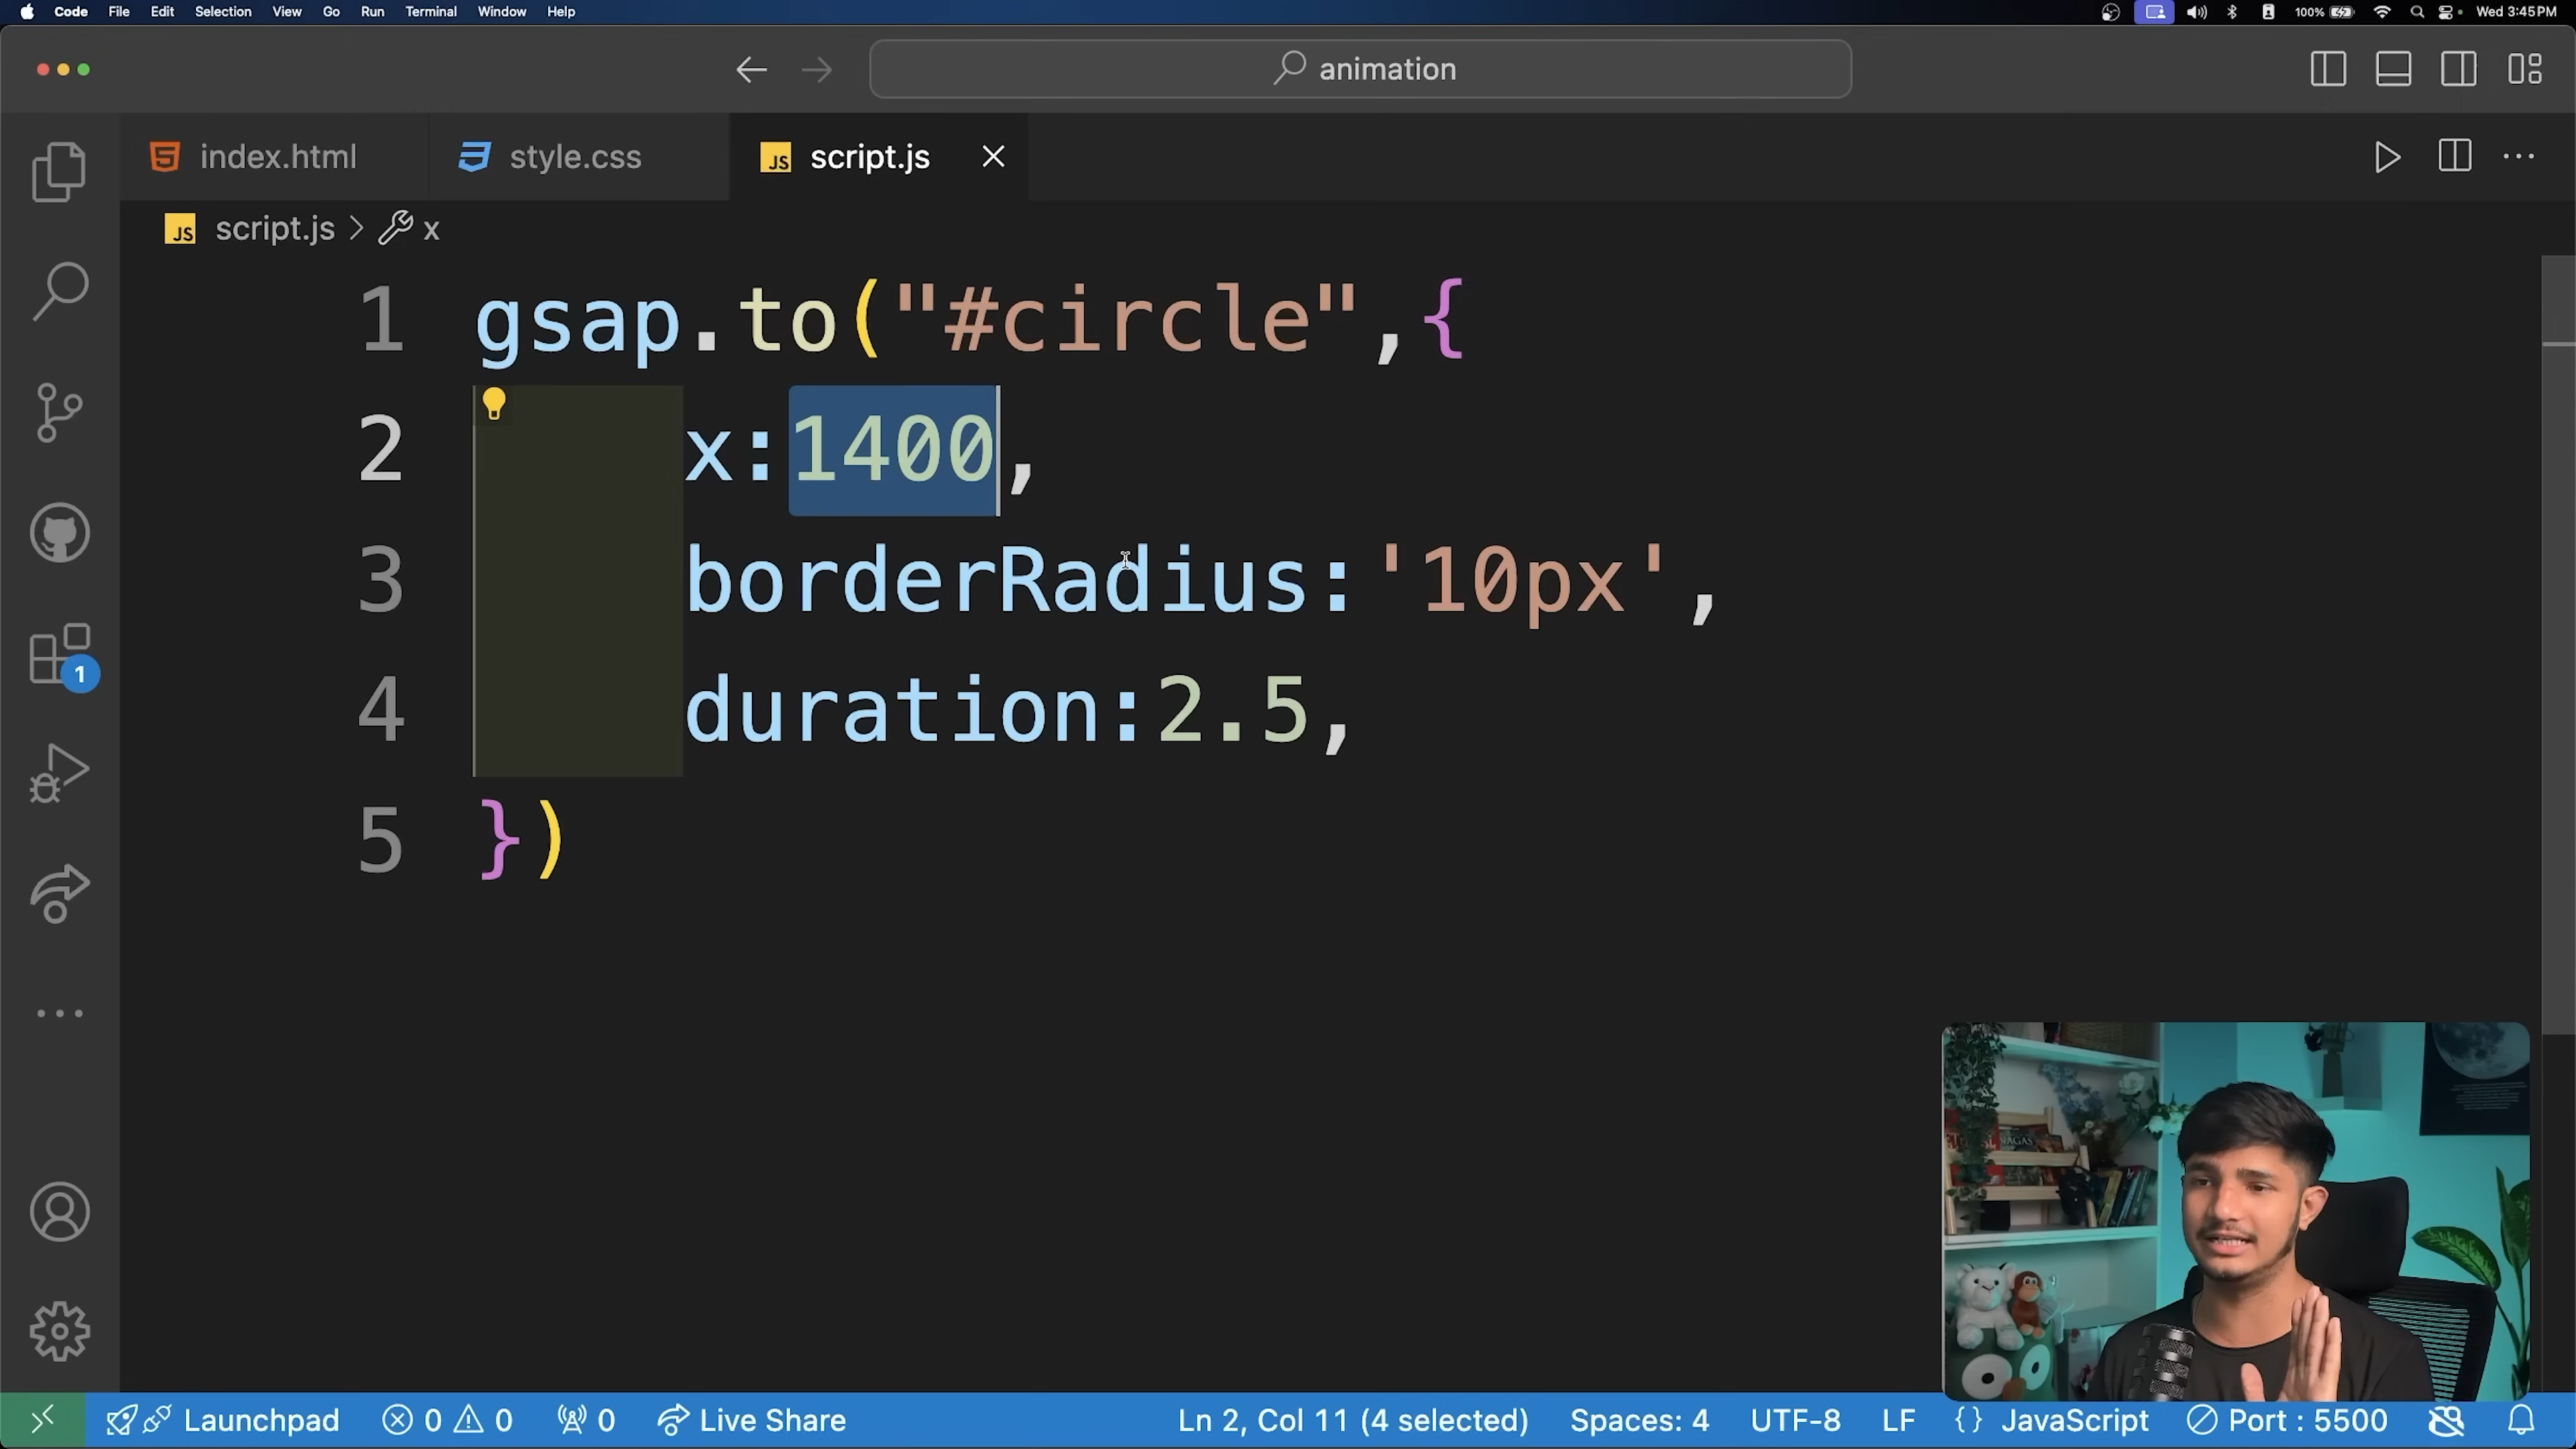 Code File Edit Selection View Go Run Terminal Window Help 100% Wed 3:45PM
animation
index.html style.css JS script.js
JS script.js > x
1 gsap.to("#circle",{
2 x:1400,
3 borderRadius:'10px',
4 duration:2.5,
5 })
1
NAGAS
Launchpad 0 0 0 Live Share Ln 2, Col 11 (4 selected) Spaces: 4 UTF-8 LF {} JavaScript Port : 5500